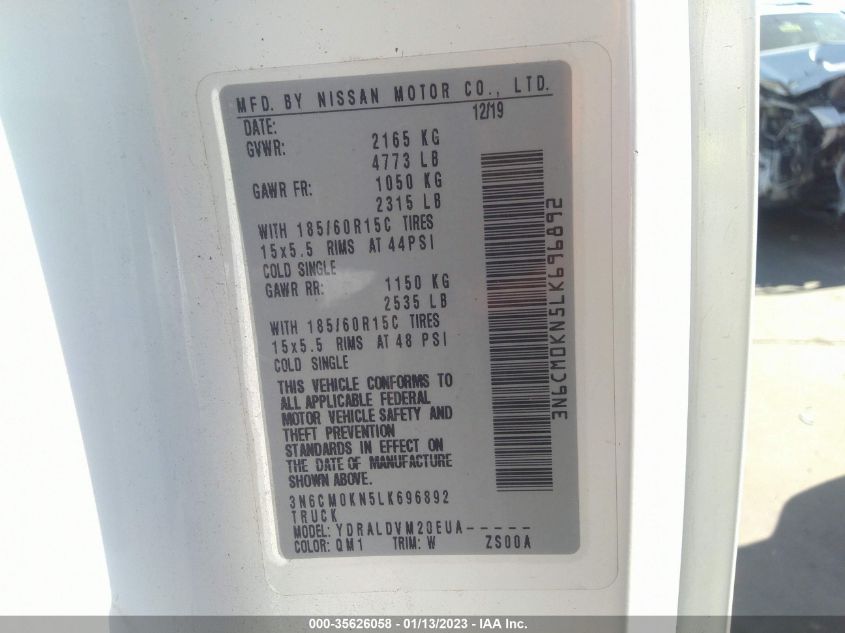 MFD. BY NISSAN MOTOR CO., LTD.
DATE: 12/19
GVWR: 2165 KG
4773 LB
GAWR FR: 1050 KG
2315 LB
WITH 185/60R15C TIRES
15x5.5 RIMS AT 44PSI
COLD SINGLE
GAWR RR: 1150 KG
2535 LB
WITH 185/60R15C TIRES
15x5.5 RIMS AT 48 PSI
COLD SINGLE
THIS VEHICLE CONFORMS TO
ALL APPLICABLE FEDERAL
MOTOR VEHICLE SAFETY AND
THEFT PREVENTION
STANDARDS IN EFFECT ON
THE DATE OF MANUFACTURE
SHOWN ABOVE.
3N6CM0KN5LK696892
TRUCK
MODEL: YDRALDVM20EUA-----
COLOR: QM1 TRIM: W ZS00A
3N6CM0KN5LK696892
000-35626058 - 01/13/2023 - IAA Inc.